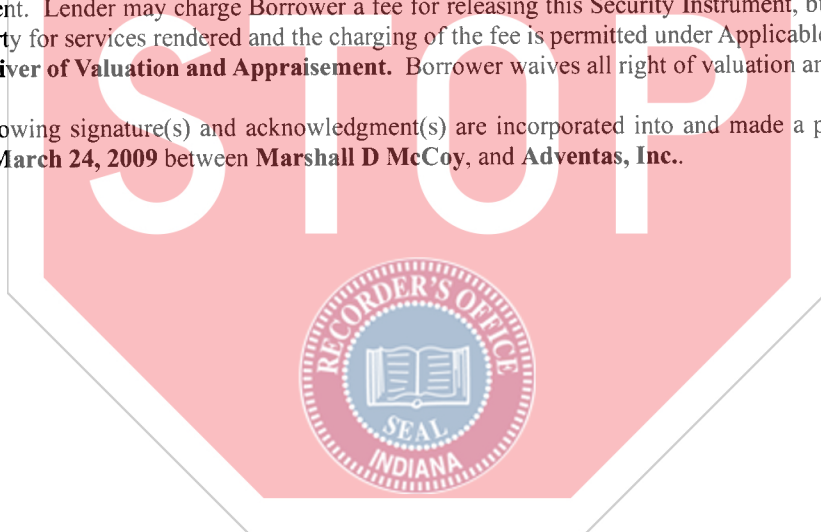 ent. Lender may charge Borrower a fee for releasing this Security Instrument, bu
rty for services rendered and the charging of the fee is permitted under Applicable
iver of Valuation and Appraisement. Borrower waives all right of valuation an
owing signature(s) and acknowledgment(s) are incorporated into and made a p
March 24, 2009 between Marshall D McCoy, and Adventas, Inc..
STOP
RECORDER'S OFFICE
SEAL
INDIANA